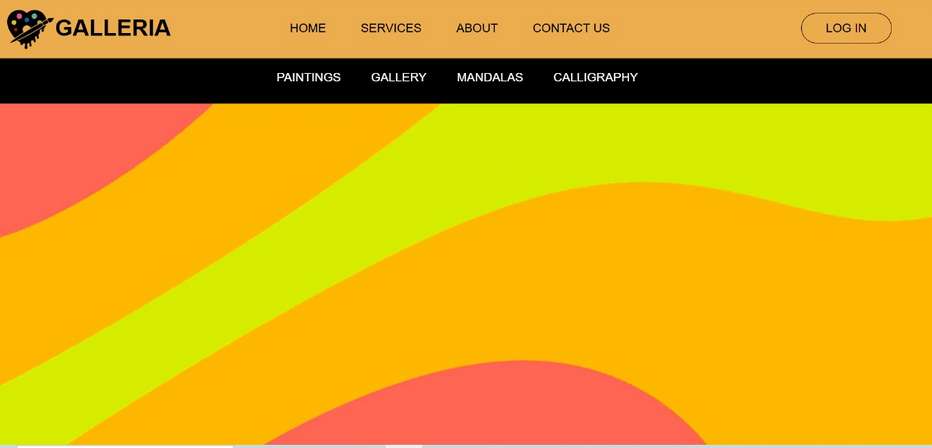 GALLERIA HOME SERVICES ABOUT CONTACT US LOG IN
PAINTINGS GALLERY MANDALAS CALLIGRAPHY